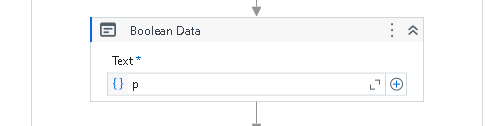 Boolean Data
Text *
{} p